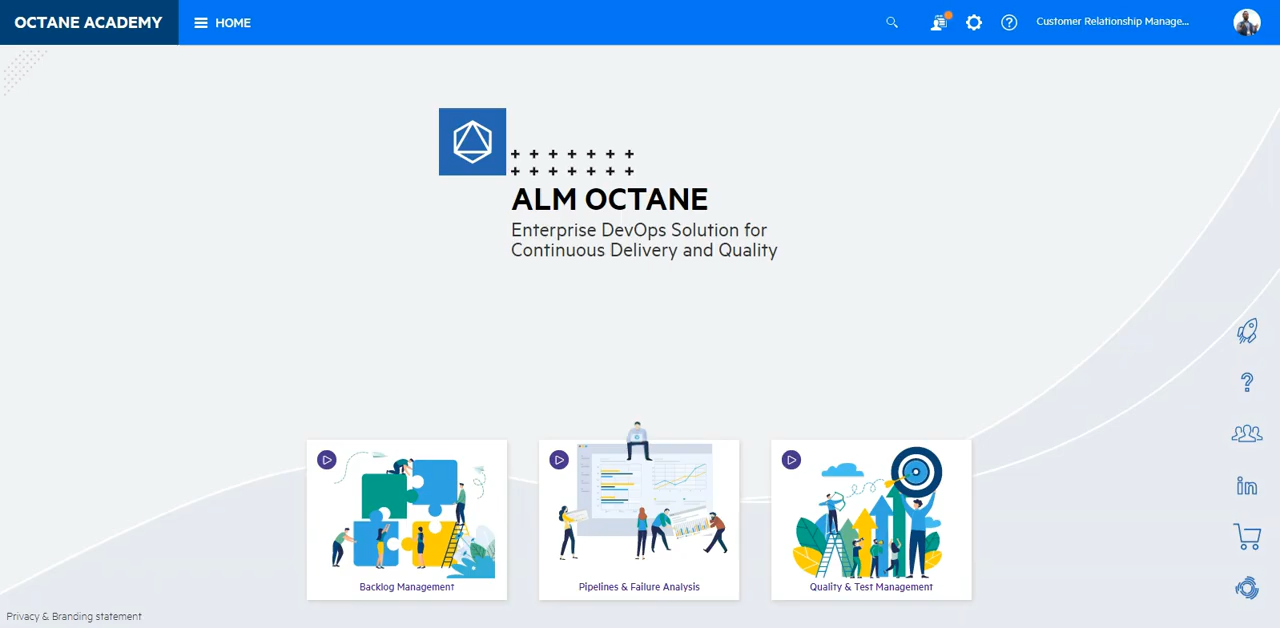 OCTANE ACADEMY
HOME
Customer Relationship Manage...
ALM OCTANE
Enterprise DevOps Solution for
Continuous Delivery and Quality
?
in
Backlog Management
Pipelines & Failure Analysis
Quality & Test Management
Privacy & Branding statement